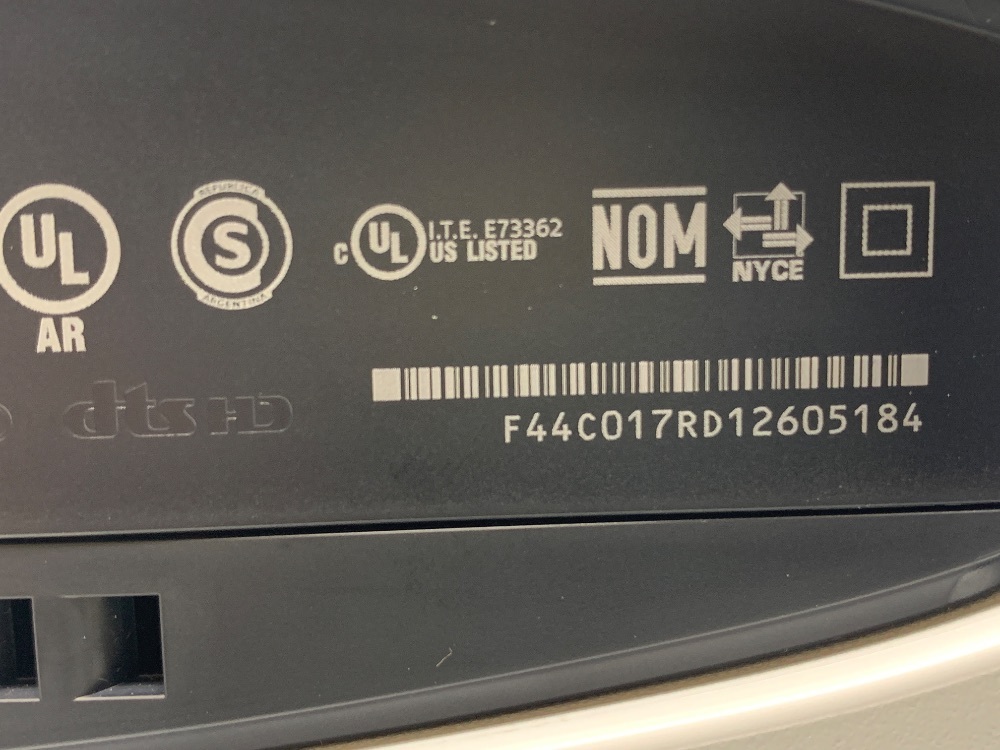 UL
AR
REPUBLICA
S
ARGENTINA
c UL I.T.E. E73362
US LISTED
NOM
NYCE
dts-HD
F44C017RD12605184